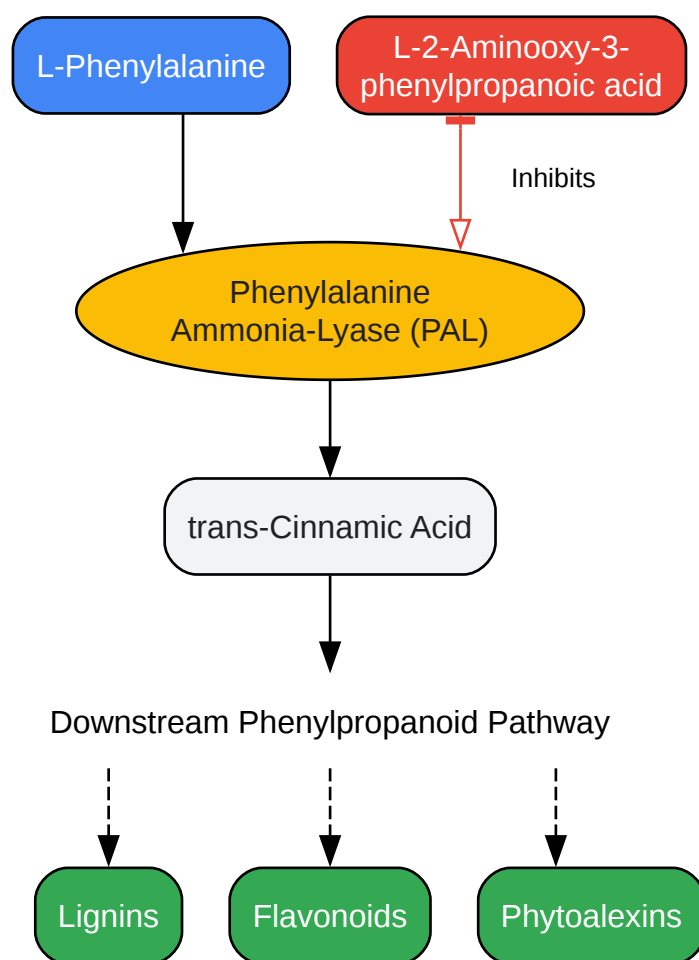 L-Phenylalanine
L-2-Aminooxy-3-
phenylpropanoic acid
Inhibits
Phenylalanine
Ammonia-Lyase (PAL)
trans-Cinnamic Acid
Downstream Phenylpropanoid Pathway
Lignins
Flavonoids
Phytoalexins